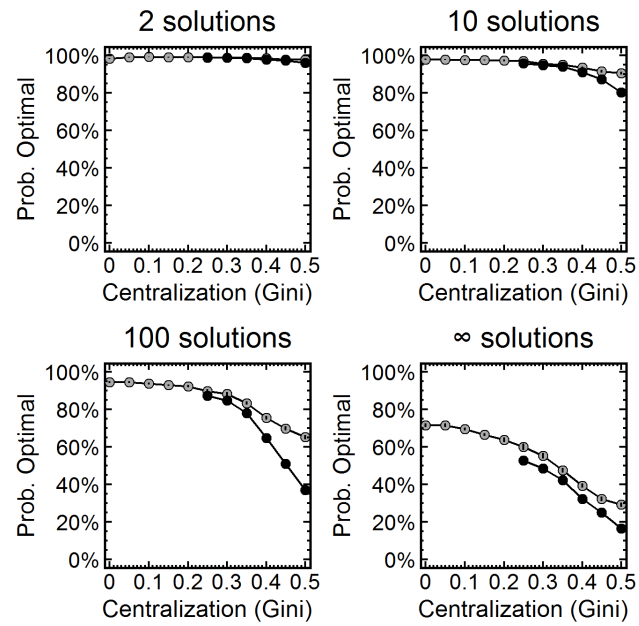 2 solutions
Prob. Optimal
100%
80%
60%
40%
20%
0%
0 0.1 0.2 0.3 0.4 0.5
Centralization (Gini)
10 solutions
Prob. Optimal
100%
80%
60%
40%
20%
0%
0 0.1 0.2 0.3 0.4 0.5
Centralization (Gini)
100 solutions
Prob. Optimal
100%
80%
60%
40%
20%
0%
0 0.1 0.2 0.3 0.4 0.5
Centralization (Gini)
∞ solutions
Prob. Optimal
100%
80%
60%
40%
20%
0%
0 0.1 0.2 0.3 0.4 0.5
Centralization (Gini)